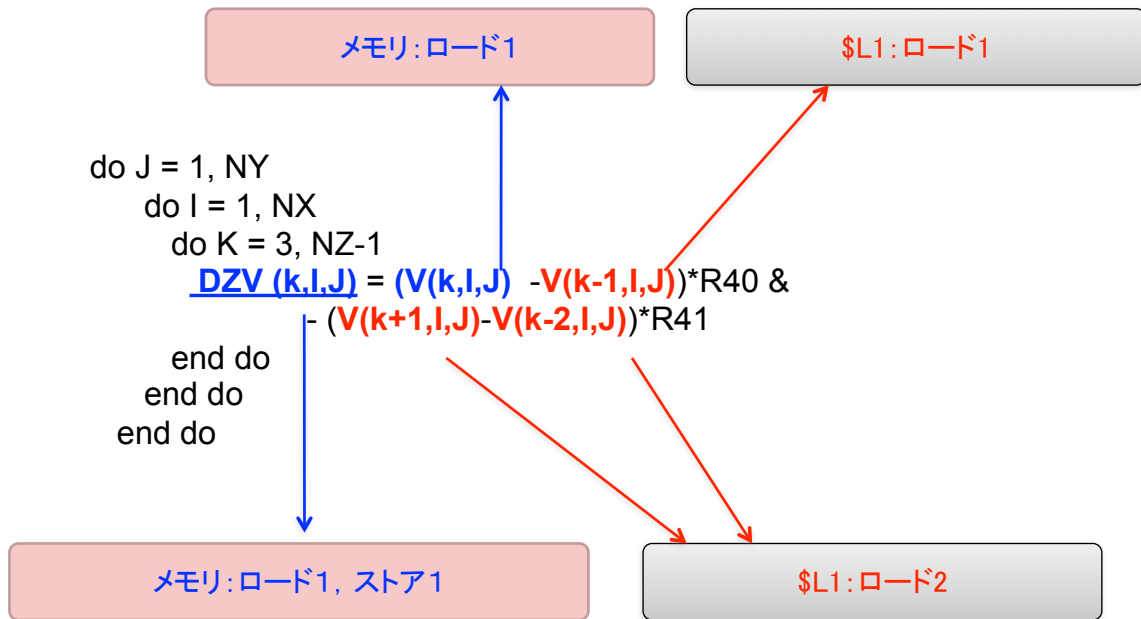 メモリ:ロード1
$L1:ロード1
do J = 1, NY
do I = 1, NX
do K = 3, NZ-1
DZV (k,I,J) = (V(k,I,J) -V(k-1,I,J))*R40 &
- (V(k+1,I,J)-V(k-2,I,J))*R41
end do
end do
end do
メモリ:ロード1, ストア1
$L1:ロード2